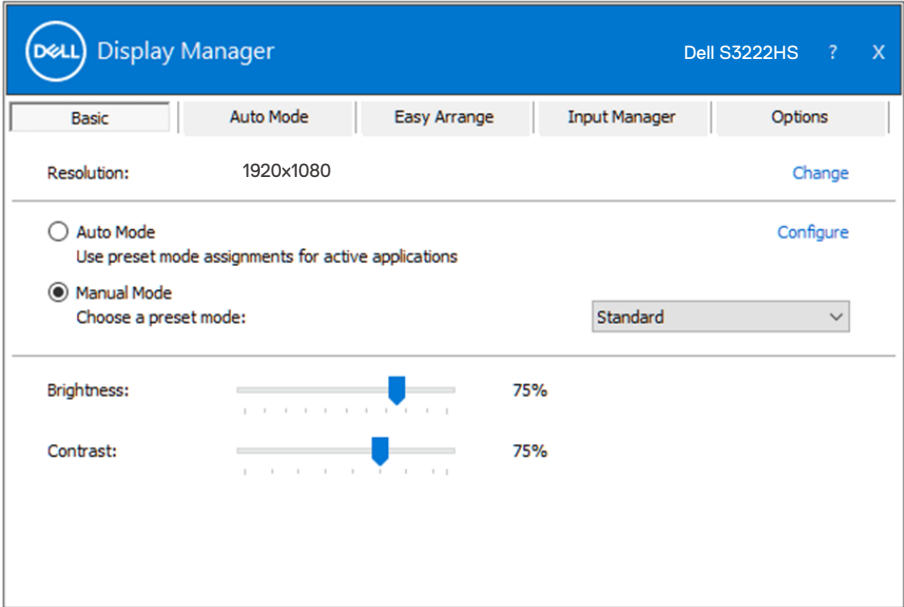 DELL Display Manager Dell S3222HS ? X
Basic Auto Mode Easy Arrange Input Manager Options
Resolution: 1920x1080 Change
Auto Mode Configure
Use preset mode assignments for active applications
Manual Mode
Choose a preset mode: Standard
Brightness: 75%
Contrast: 75%